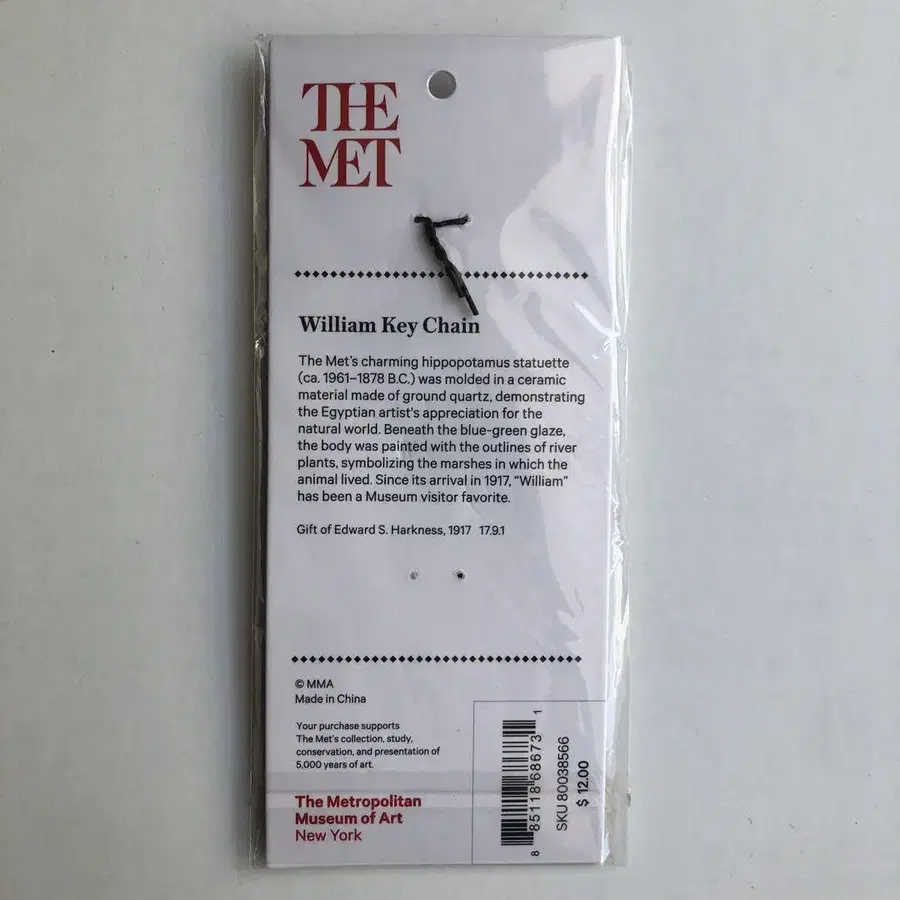 THE
MET
William Key Chain
The Met's charming hippopotamus statuette
(ca. 1961–1878 B.C.) was molded in a ceramic
material made of ground quartz, demonstrating
the Egyptian artist's appreciation for the
natural world. Beneath the blue-green glaze,
the body was painted with the outlines of river
plants, symbolizing the marshes in which the
animal lived. Since its arrival in 1917, “William”
has been a Museum visitor favorite.
Gift of Edward S. Harkness, 1917 17.9.1
© MMA
Made in China
Your purchase supports
The Met's collection, study,
conservation, and presentation of
5,000 years of art.
The Metropolitan
Museum of Art
New York
8 85118 68673 1
SKU 80038566
$ 12.00